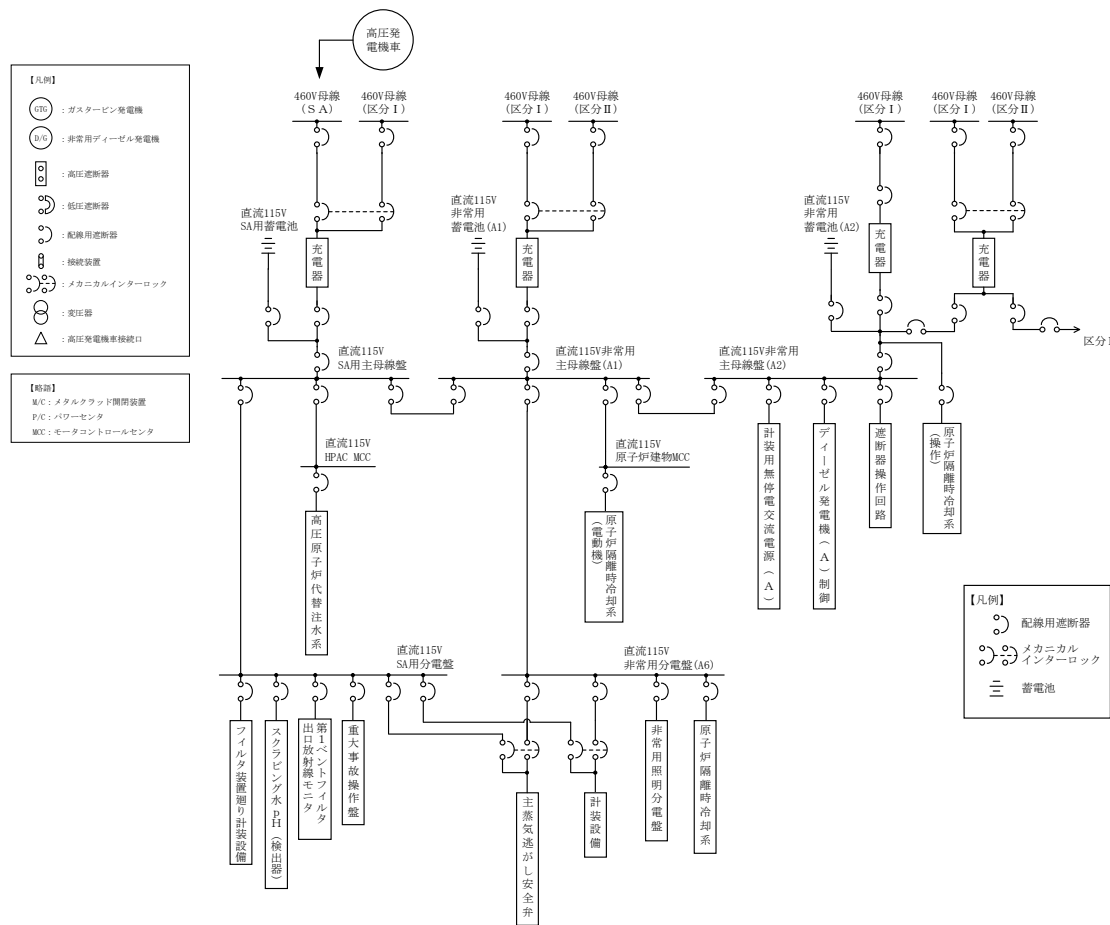 高圧発
電機車
【凡例】
GTG
：ガスタービン発電機
D/G
：非常用ディーゼル発電機
：高圧遮断器
：低圧遮断器
：配線用遮断器
：接続装置
：メカニカルインターロック
：変圧器
：高圧発電機車接続口
【略語】
M/C：メタルクラッド開閉装置
P/C：パワーセンタ
MCC：モータコントロールセンタ
460V母線
(ＳＡ)
460V母線
(区分Ⅰ)
460V母線
(区分Ⅰ)
460V母線
(区分Ⅱ)
460V母線
(区分Ⅰ)
460V母線
(区分Ⅰ)
460V母線
(区分Ⅱ)
直流115V
SA用蓄電池
直流115V
非常用
蓄電池(A1)
直流115V
非常用
蓄電池(A2)
充電器
充電器
充電器
充電器
直流115V
SA用主母線盤
直流115V非常用
主母線盤(A1)
直流115V非常用
主母線盤(A2)
直流115V
HPAC MCC
直流115V
原子炉建物MCC
高圧原子炉代替注水系
原子炉隔離時冷却系
(電動機)
計装用無停電交流電源(Ａ)
ディーゼル発電機(Ａ)制御
遮断器操作回路
原子炉隔離時冷却系
(操作)
直流115V
SA用分電盤
直流115V
非常用分電盤(A6)
フィルタ装置廻り計装設備
スクラビング水pH(検出器)
第1ベントフィルタ
出口放射線モニタ
重大事故操作盤
主蒸気逃がし安全弁
計装設備
非常用照明分電盤
原子炉隔離時冷却系
【凡例】
配線用遮断器
メカニカル
インターロック
蓄電池